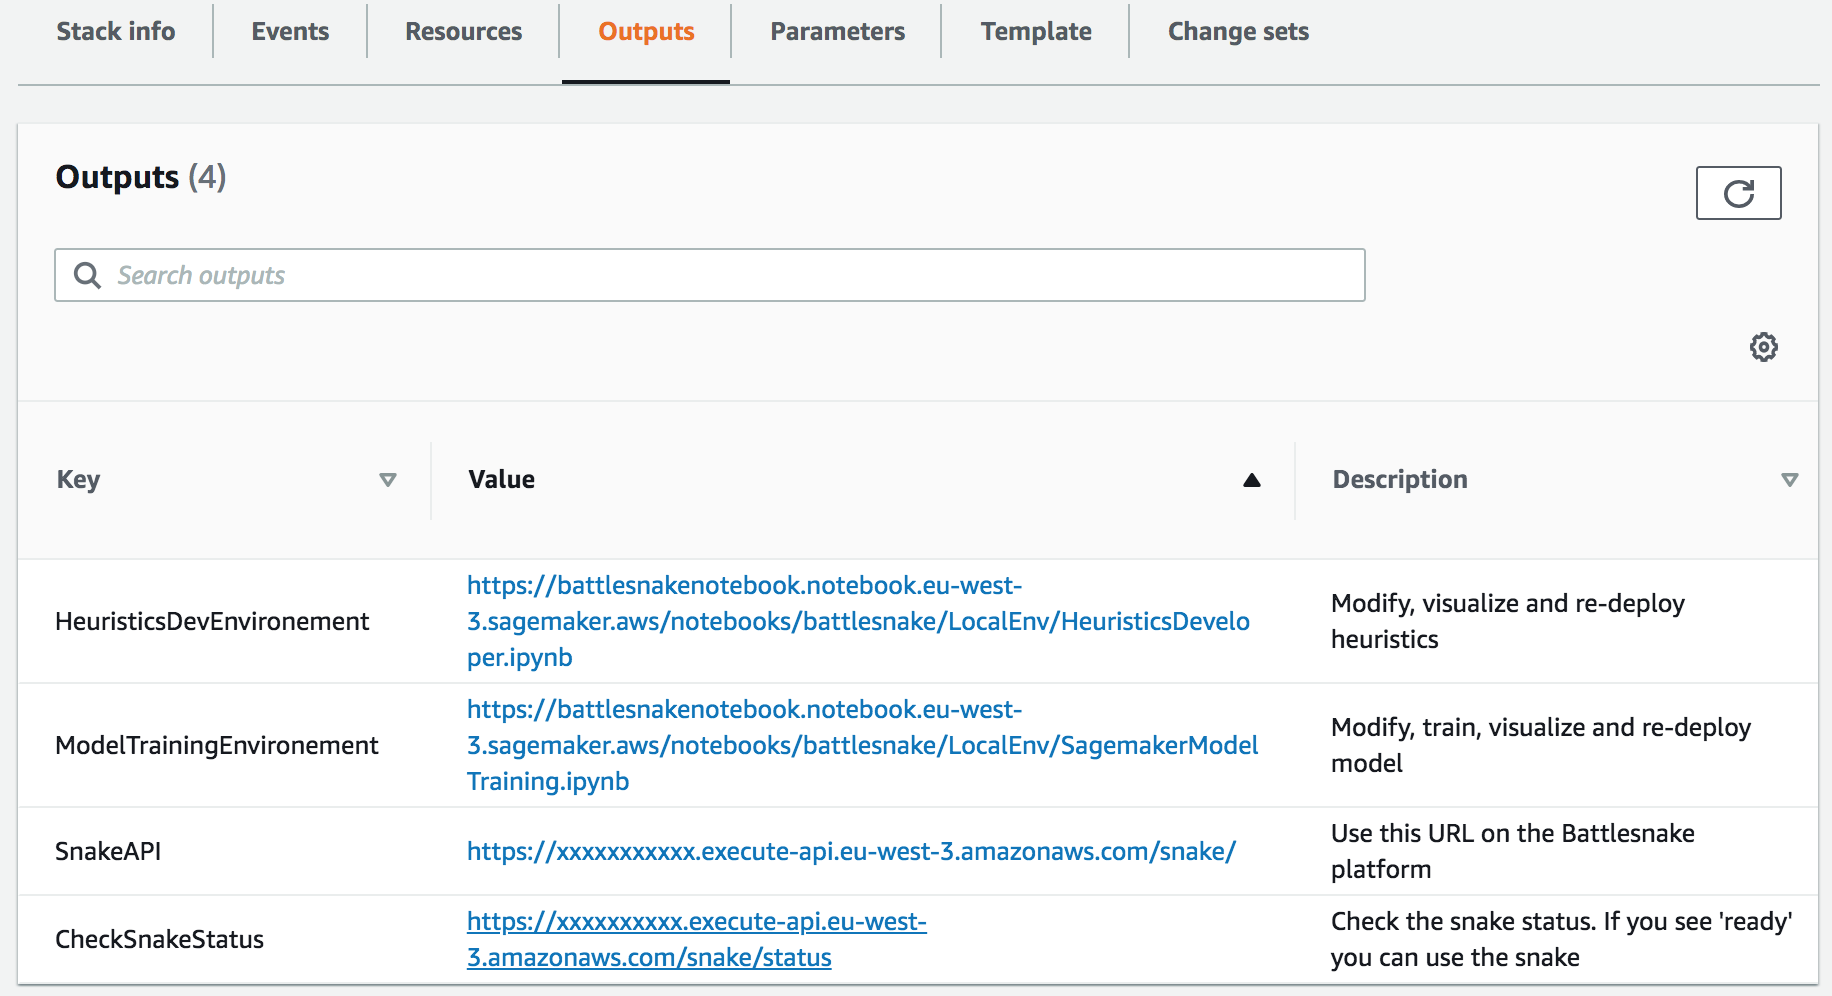 Stack info
Events
Resources
Outputs
Parameters
Template
Change sets
Outputs (4)
Search outputs
Key
Value
Description
HeuristicsDevEnvironement
https://battlesnakenotebook.notebook.eu-west-
3.sagemaker.aws/notebooks/battlesnake/LocalEnv/HeuristicsDevelo
per.ipynb
Modify, visualize and re-deploy
heuristics
ModelTrainingEnvironement
https://battlesnakenotebook.notebook.eu-west-
3.sagemaker.aws/notebooks/battlesnake/LocalEnv/SagemakerModel
Training.ipynb
Modify, train, visualize and re-deploy
model
SnakeAPI
https://xxxxxxxxxxx.execute-api.eu-west-3.amazonaws.com/snake/
Use this URL on the Battlesnake
platform
CheckSnakeStatus
https://xxxxxxxxxx.execute-api.eu-west-
3.amazonaws.com/snake/status
Check the snake status. If you see 'ready'
you can use the snake